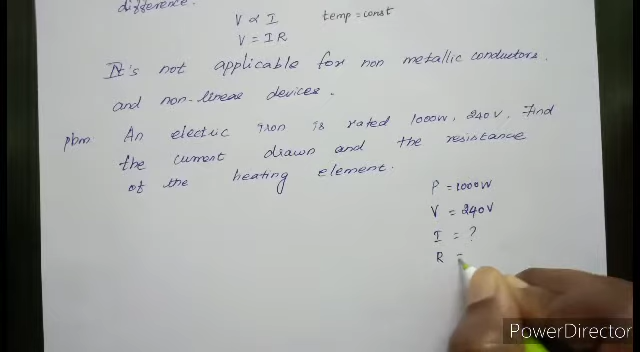 difference.
V ∝ I temp = const
V = I R
It's not applicable for non metallic conductors.
and non-linear devices.
pbm An electric iron is rated 1000W, 240V. Find
the current drawn and the resistance
of the heating element.
P = 1000W
V = 240V
I = ?
R =
PowerDirector